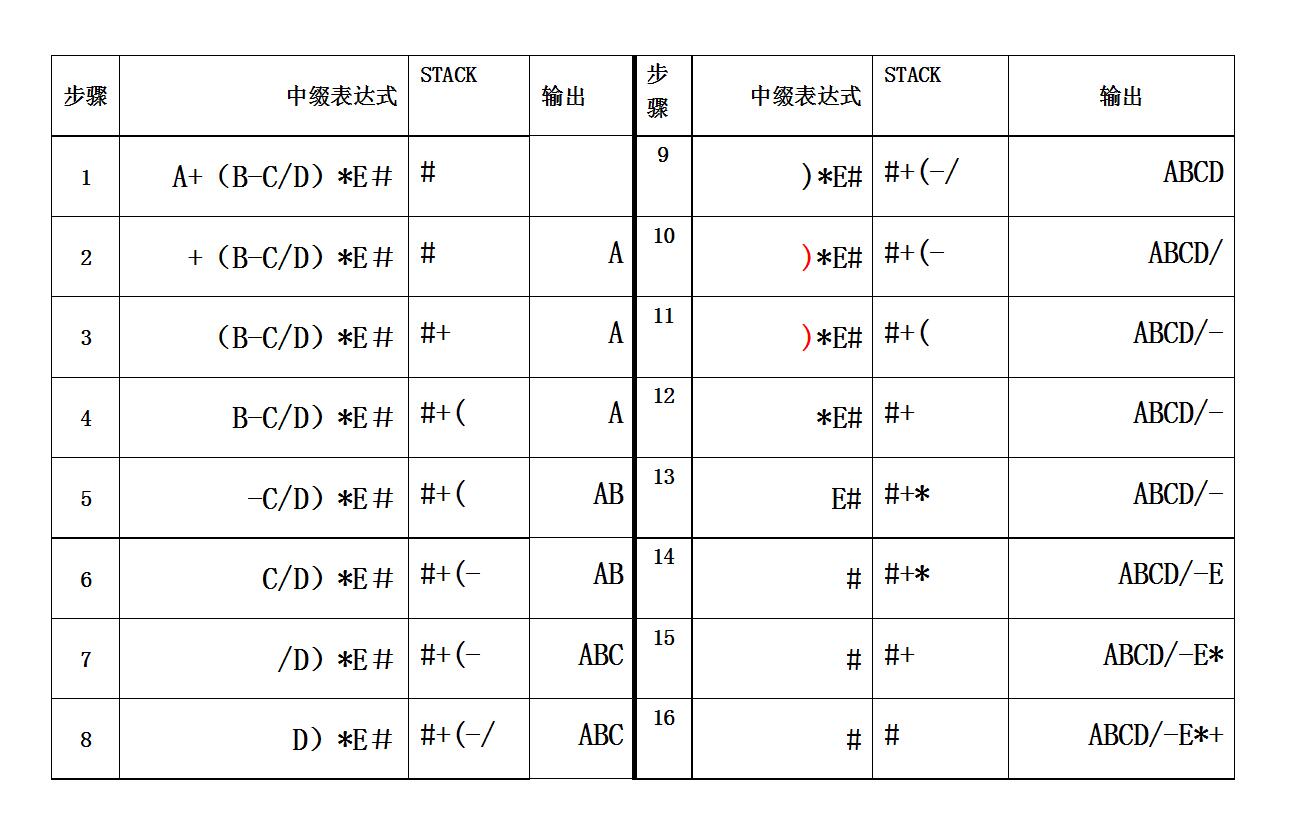 步骤 中缀表达式 STACK 输出 步骤 中缀表达式 STACK 输出
1 A+（B-C/D）*E＃ # 9 )*E# #+(-/ ABCD
2 +（B-C/D）*E＃ # A 10 )*E# #+(- ABCD/
3 (B-C/D）*E＃ #+ A 11 )*E# #+( ABCD/-
4 B-C/D）*E＃ #+( A 12 *E# #+ ABCD/-
5 -C/D）*E＃ #+( AB 13 E# #+* ABCD/-
6 C/D）*E＃ #+(- AB 14 # #+* ABCD/-E
7 /D）*E＃ #+(- ABC 15 # #+ ABCD/-E*
8 D）*E＃ #+(-/ ABC 16 # # ABCD/-E*+